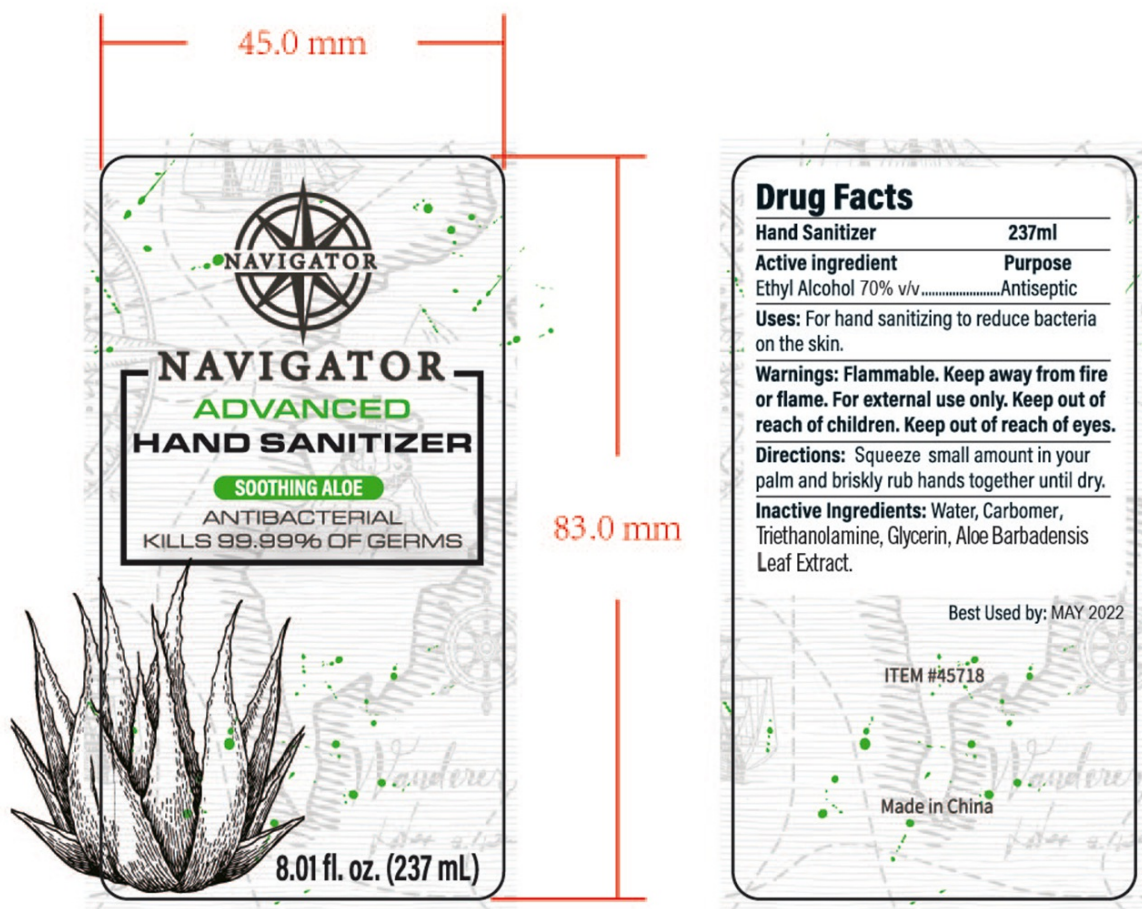 45.0 mm
NAVIGATOR
NAVIGATOR
ADVANCED
HAND SANITIZER
SOOTHING ALOE
ANTIBACTERIAL
KILLS 99.99% OF GERMS
83.0 mm
Wanderer
8.01 fl. oz. (237 mL)
Drug Facts
Hand Sanitizer 237ml
Active ingredient Purpose
Ethyl Alcohol 70% v/v.......................Antiseptic
Uses: For hand sanitizing to reduce bacteria
on the skin.
Warnings: Flammable. Keep away from fire
or flame. For external use only. Keep out of
reach of children. Keep out of reach of eyes.
Directions: Squeeze small amount in your
palm and briskly rub hands together until dry.
Inactive Ingredients: Water, Carbomer,
Triethanolamine, Glycerin, Aloe Barbadensis
Leaf Extract.
Best Used by: MAY 2022
ITEM #45718
Wanderer
Made in China